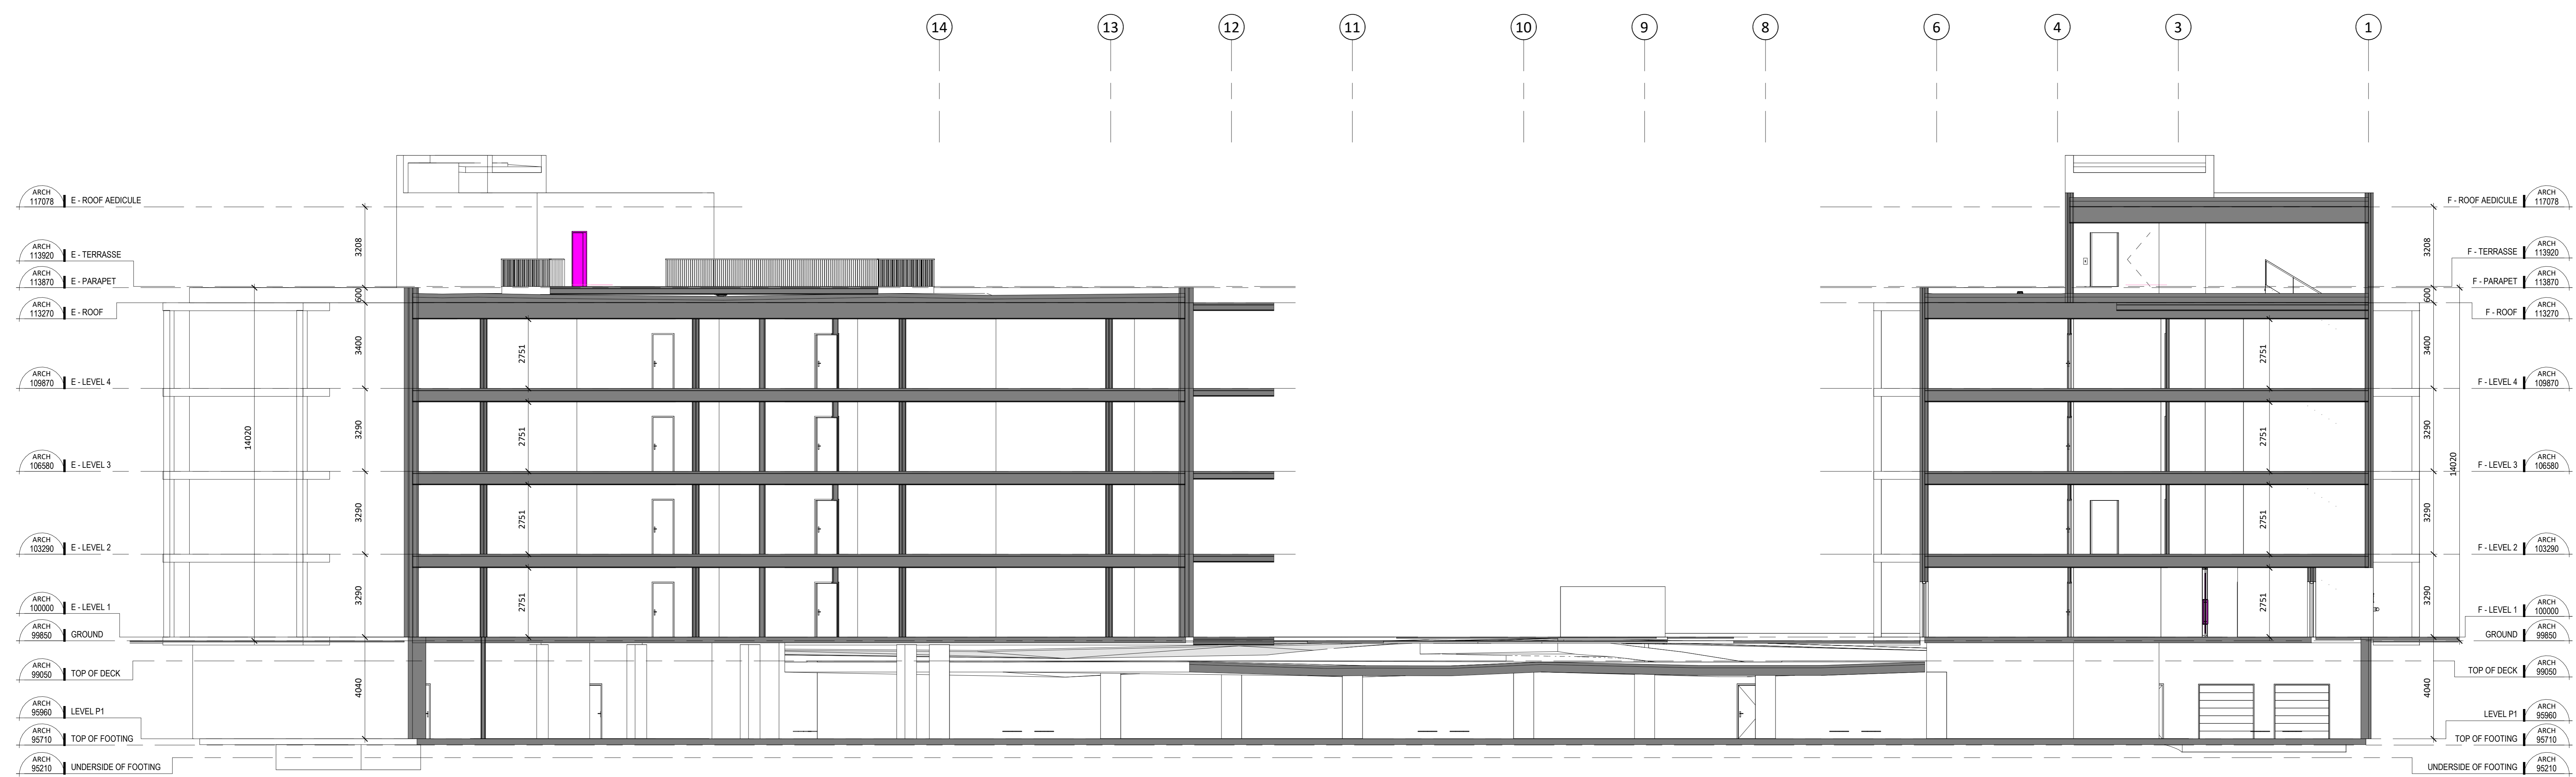 14 13 12 11 10 9 8 6 4 3 1
ARCH
117078 E - ROOF AEDICULE
ARCH
113920 E - TERRASSE
ARCH
113870 E - PARAPET
ARCH
113270 E - ROOF
ARCH
109870 E - LEVEL 4
ARCH
106580 E - LEVEL 3
ARCH
103290 E - LEVEL 2
ARCH
100000 E - LEVEL 1
ARCH
99850 GROUND
ARCH
99050 TOP OF DECK
ARCH
95960 LEVEL P1
ARCH
95710 TOP OF FOOTING
ARCH
95210 UNDERSIDE OF FOOTING
14020
3208
600
3400
3290
3290
3290
4040
2751
2751
2751
2751
2751
2751
2751
2751
3208
600
3400
3290
3290
3290
4040
14020
F - ROOF AEDICULE ARCH
117078
F - TERRASSE ARCH
113920
F - PARAPET ARCH
113870
F - ROOF ARCH
113270
F - LEVEL 4 ARCH
109870
F - LEVEL 3 ARCH
106580
F - LEVEL 2 ARCH
103290
F - LEVEL 1 ARCH
100000
GROUND ARCH
99850
TOP OF DECK ARCH
99050
LEVEL P1 ARCH
95960
TOP OF FOOTING ARCH
95710
UNDERSIDE OF FOOTING ARCH
95210